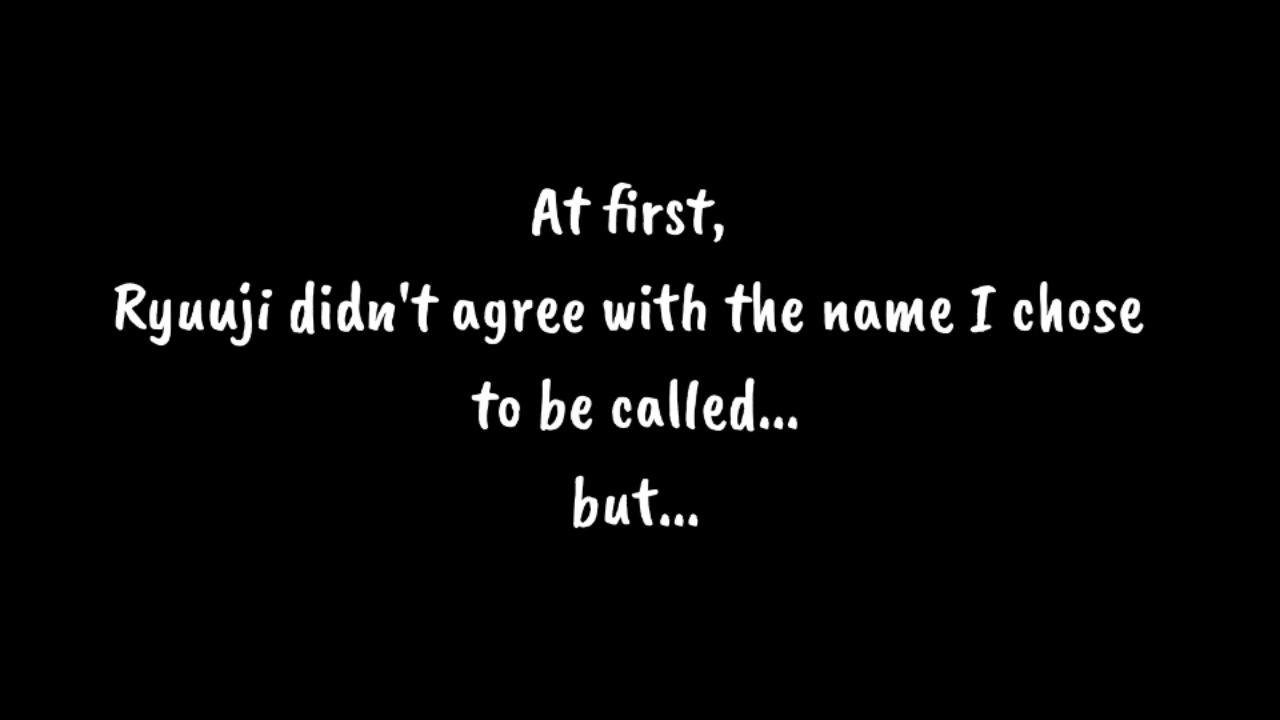 At first,
Ryuuji didn't agree with the name I chose
to be called...
but...